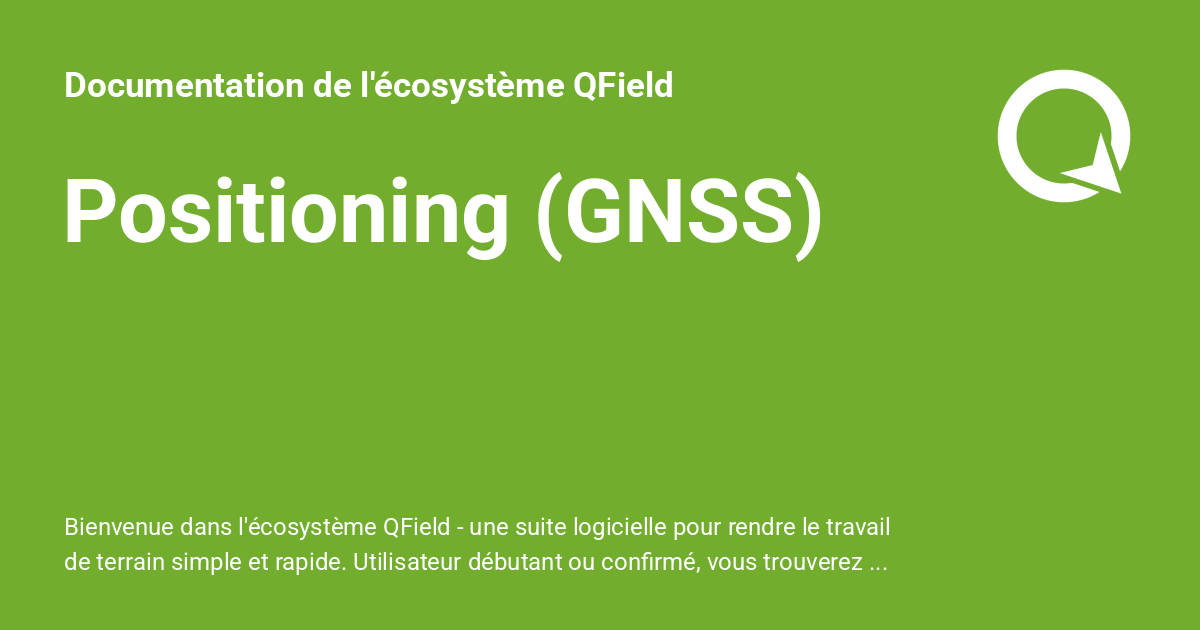 Documentation de l'écosystème QField
Positioning (GNSS)
Bienvenue dans l'écosystème QField - une suite logicielle pour rendre le travail
de terrain simple et rapide. Utilisateur débutant ou confirmé, vous trouverez ...